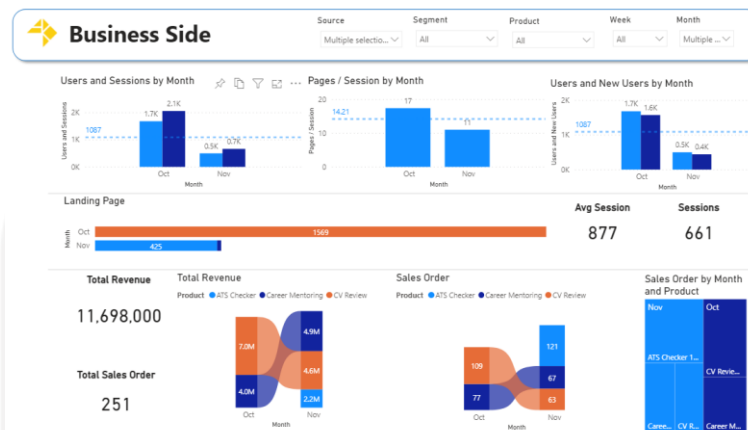 Business Side
Source
Multiple selectio...
Segment
All
Product
All
Week
All
Month
Multiple ...
Users and Sessions by Month
Users and Sessions
2K
1K
0K
1087
1.7K
2.1K
0.5K
0.7K
Oct
Nov
Month
Pages / Session by Month
Pages / Session
20
10
0
14.21
17
11
Oct
Nov
Month
Users and New Users by Month
Users and New Users
2K
1K
0K
1087
1.7K
1.6K
0.5K
0.4K
Oct
Nov
Month
Landing Page
Month
Oct
1569
Nov
425
Avg Session
877
Sessions
661
Total Revenue
11,698,000
Total Sales Order
251
Total Revenue
Product ATS Checker Career Mentoring CV Review
7.0M
4.0M
4.9M
4.6M
2.2M
Oct
Nov
Month
Sales Order
Product ATS Checker Career Mentoring CV Review
109
77
121
67
63
Oct
Nov
Month
Sales Order by Month
and Product
Nov
ATS Checker 1...
Caree...
CV R...
Oct
CV Revie...
Career M...